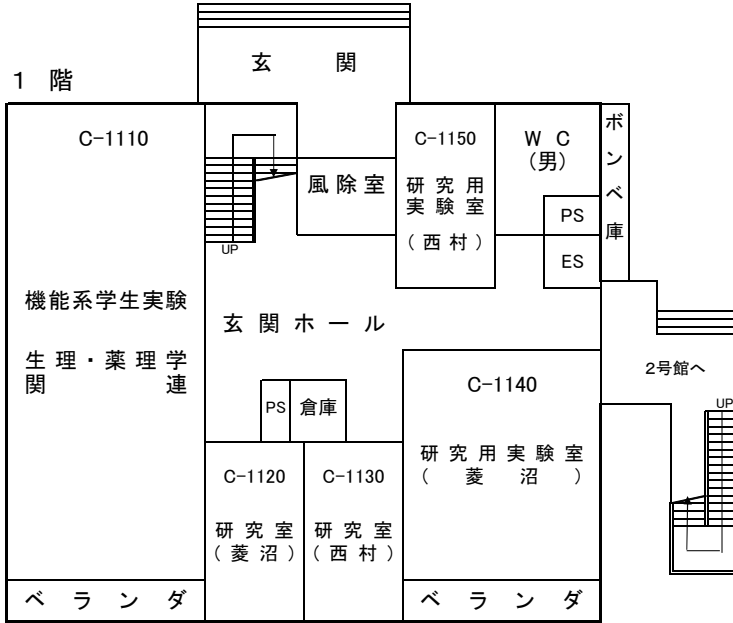 玄 関
1 階
C-1110
機能系学生実験
生理・薬理学
関 連
UP
風除室
C-1150
研究用
実験室
(西村)
W C
(男)
PS
ES
ボンベ庫
玄関ホール
2号館へ
UP
PS
倉庫
C-1140
研究用実験室
( 菱 沼 )
C-1120
研究室
(菱沼)
C-1130
研究室
(西村)
ベランダ
ベランダ